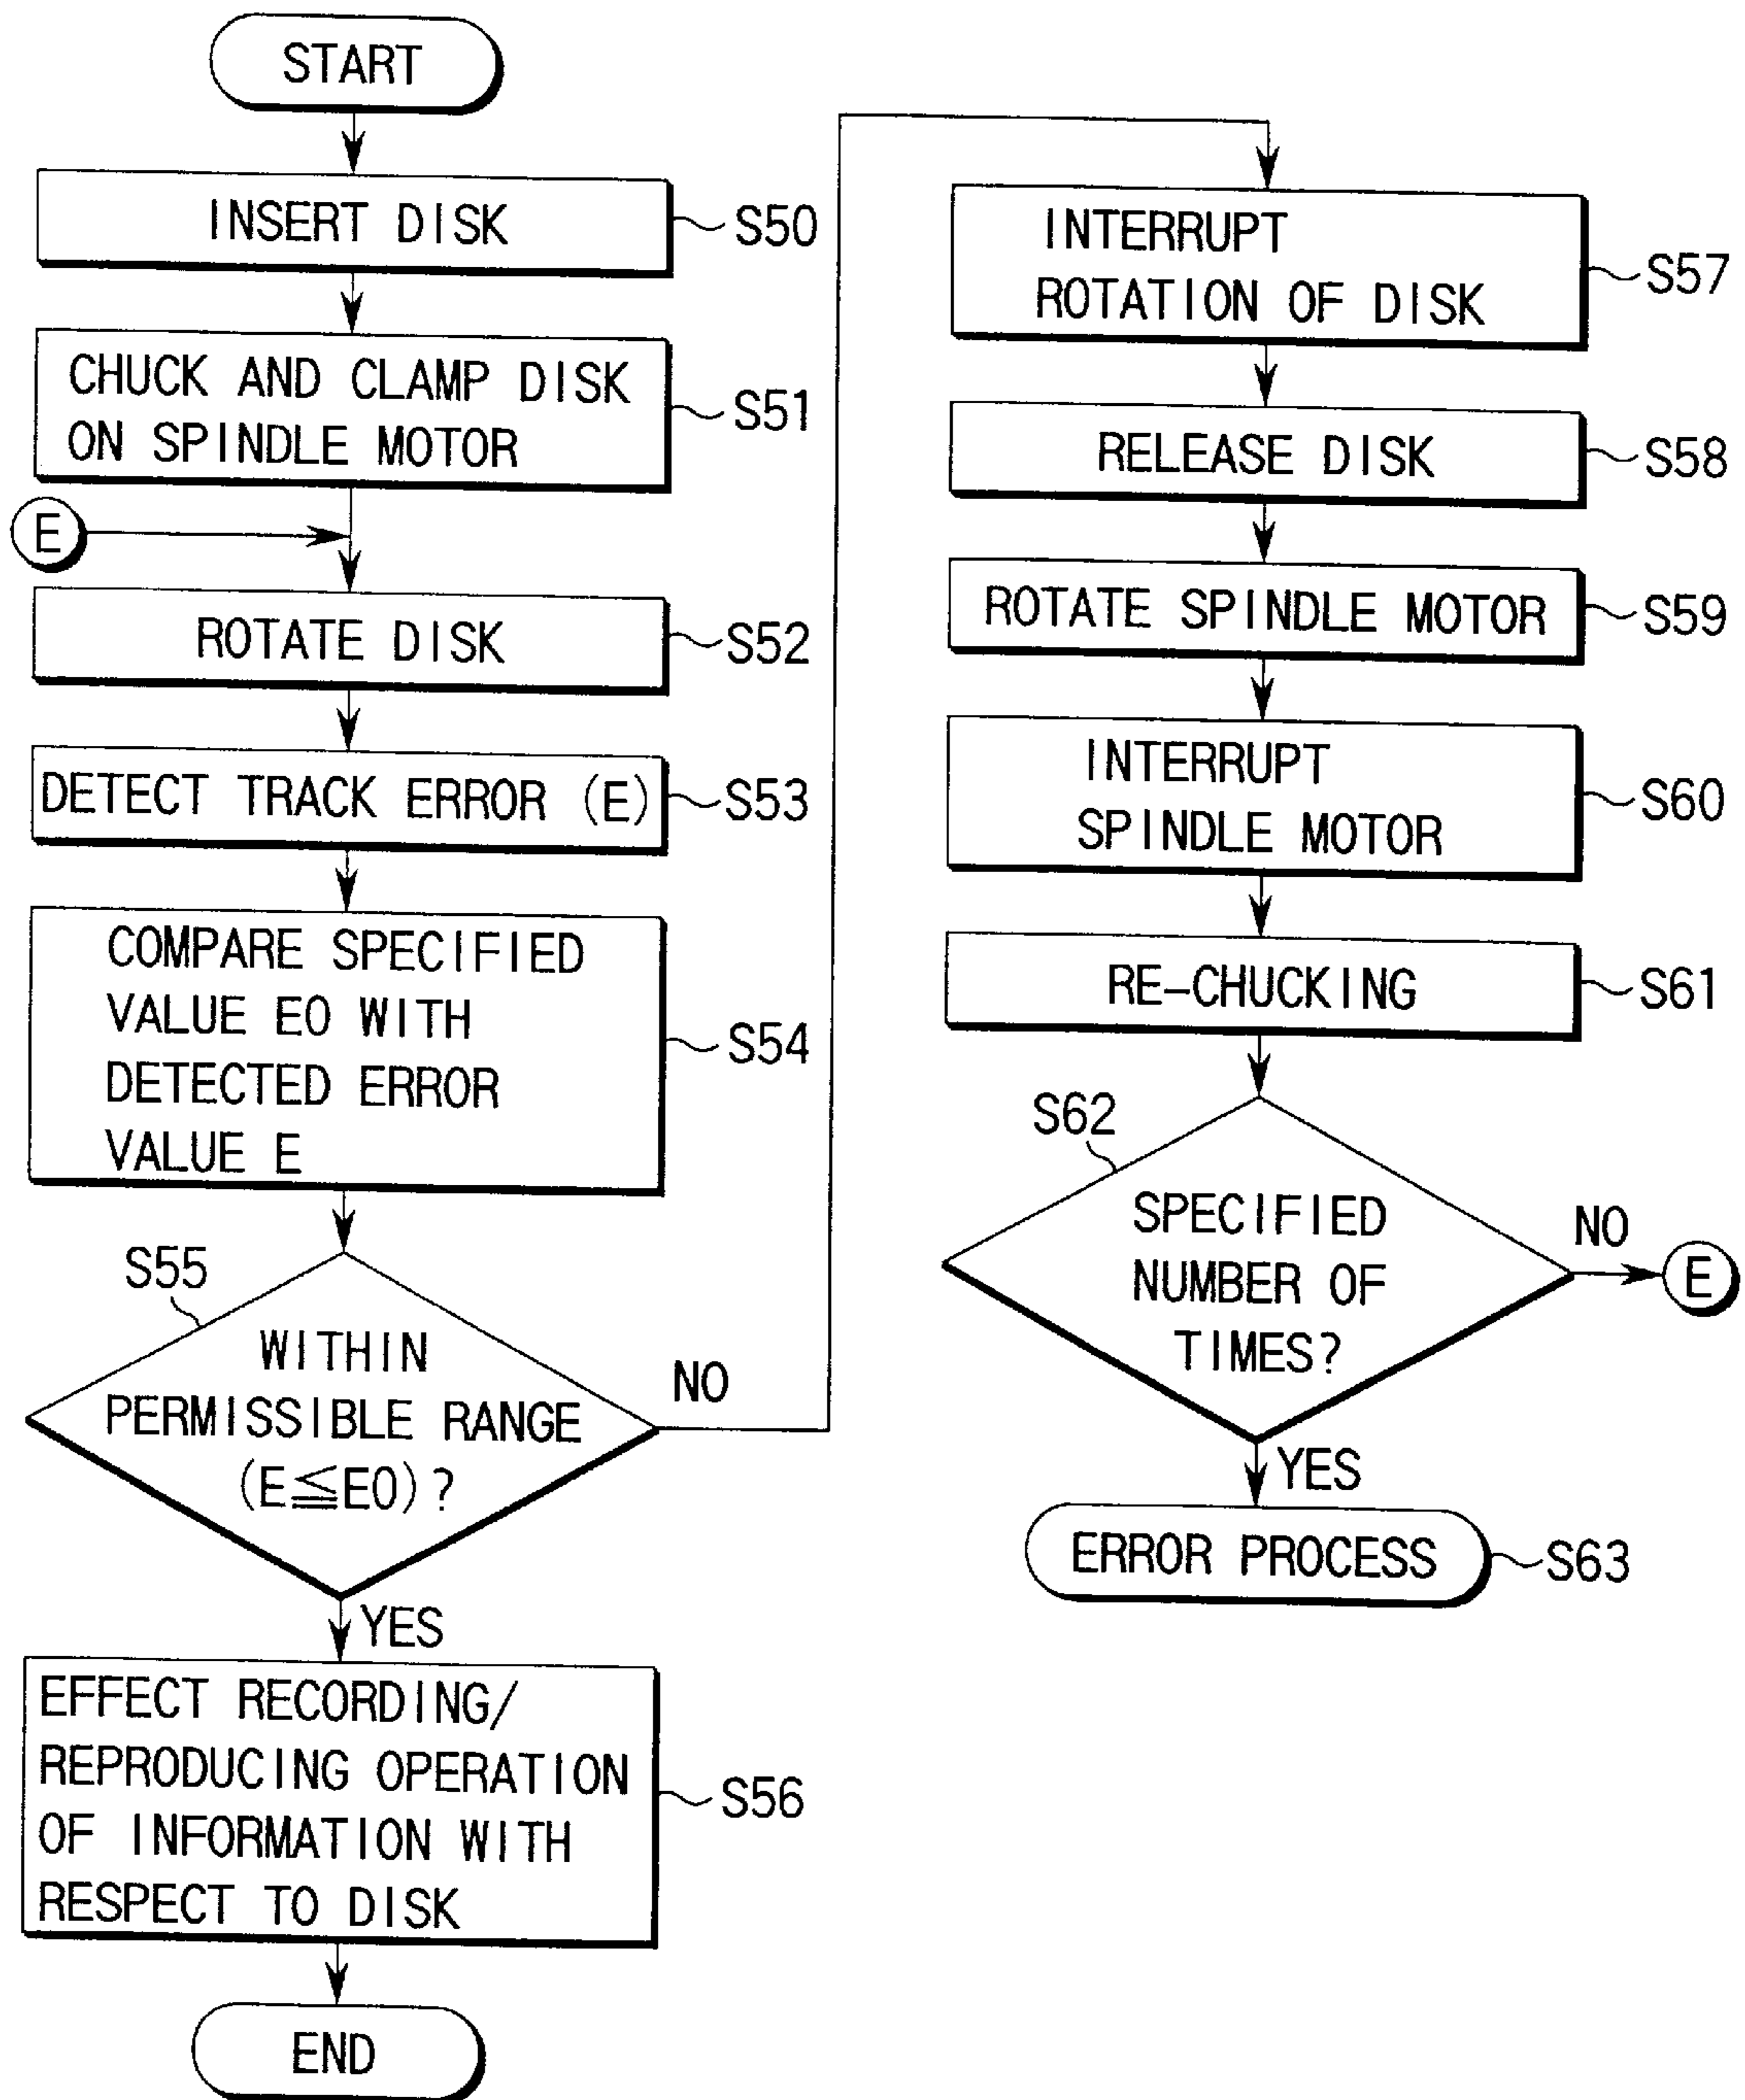 START
INSERT DISK
S50
CHUCK AND CLAMP DISK
ON SPINDLE MOTOR
S51
E
ROTATE DISK
S52
DETECT TRACK ERROR (E)
S53
COMPARE SPECIFIED
VALUE E0 WITH
DETECTED ERROR
VALUE E
S54
S55
WITHIN
PERMISSIBLE RANGE
(E≦E0)?
NO
YES
EFFECT RECORDING/
REPRODUCING OPERATION
OF INFORMATION WITH
RESPECT TO DISK
S56
END
INTERRUPT
ROTATION OF DISK
S57
RELEASE DISK
S58
ROTATE SPINDLE MOTOR
S59
INTERRUPT
SPINDLE MOTOR
S60
RE-CHUCKING
S61
S62
SPECIFIED
NUMBER OF
TIMES?
NO
E
YES
ERROR PROCESS
S63